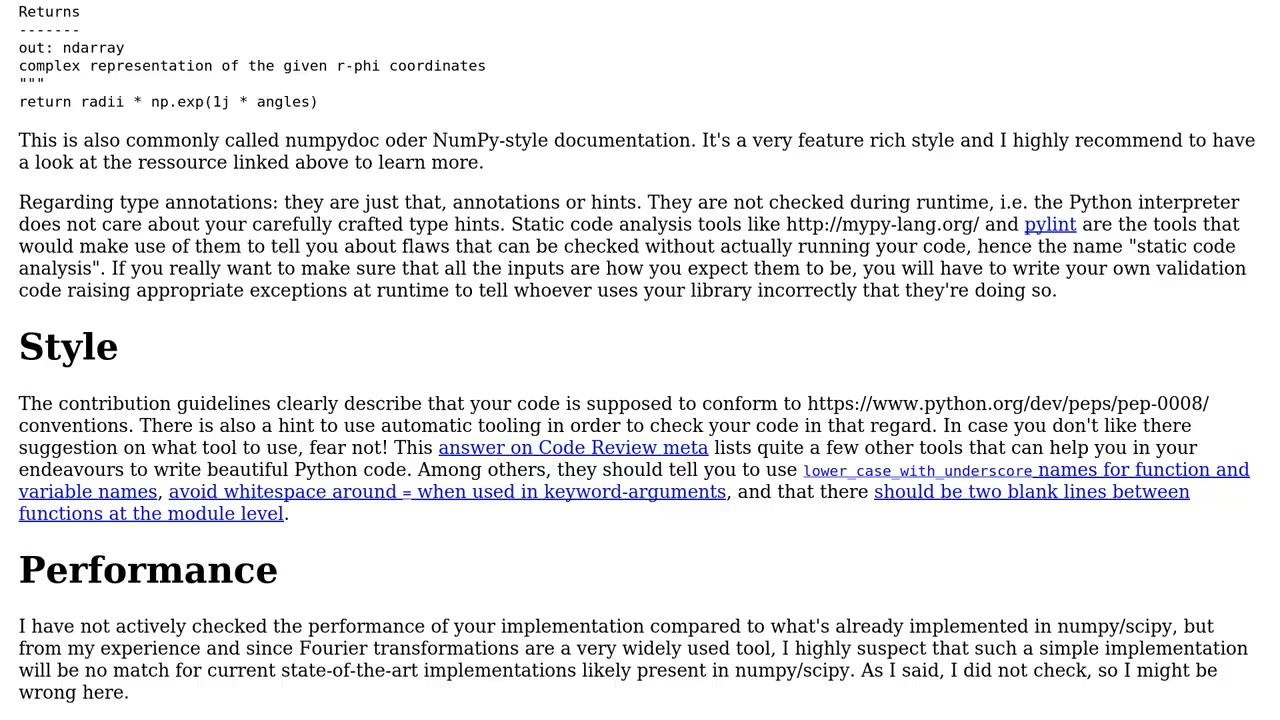 Returns
-------
out: ndarray
complex representation of the given r-phi coordinates
"""
return radii * np.exp(1j * angles)
This is also commonly called numpydoc oder NumPy-style documentation. It's a very feature rich style and I highly recommend to have
a look at the ressource linked above to learn more.
Regarding type annotations: they are just that, annotations or hints. They are not checked during runtime, i.e. the Python interpreter
does not care about your carefully crafted type hints. Static code analysis tools like http://mypy-lang.org/ and pylint are the tools that
would make use of them to tell you about flaws that can be checked without actually running your code, hence the name "static code
analysis". If you really want to make sure that all the inputs are how you expect them to be, you will have to write your own validation
code raising appropriate exceptions at runtime to tell whoever uses your library incorrectly that they're doing so.
Style
The contribution guidelines clearly describe that your code is supposed to conform to https://www.python.org/dev/peps/pep-0008/
conventions. There is also a hint to use automatic tooling in order to check your code in that regard. In case you don't like there
suggestion on what tool to use, fear not! This answer on Code Review meta lists quite a few other tools that can help you in your
endeavours to write beautiful Python code. Among others, they should tell you to use lower_case_with_underscore names for function and
variable names, avoid whitespace around = when used in keyword-arguments, and that there should be two blank lines between
functions at the module level.
Performance
I have not actively checked the performance of your implementation compared to what's already implemented in numpy/scipy, but
from my experience and since Fourier transformations are a very widely used tool, I highly suspect that such a simple implementation
will be no match for current state-of-the-art implementations likely present in numpy/scipy. As I said, I did not check, so I might be
wrong here.